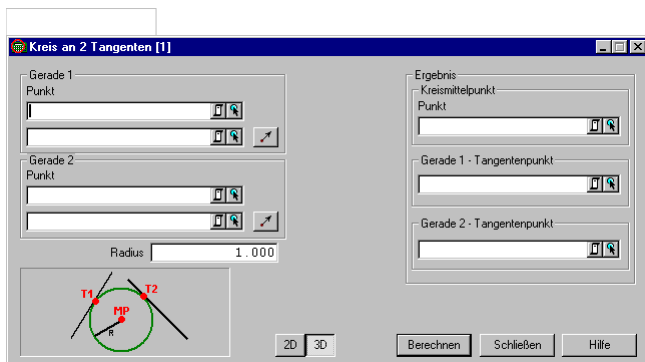 Kreis an 2 Tangenten [1]
Gerade 1
Punkt
Gerade 2
Punkt
Radius 1.000
T1
T2
MP
R
Ergebnis
Kreismittelpunkt
Punkt
Gerade 1 - Tangentenpunkt
Gerade 2 - Tangentenpunkt
2D 3D
Berechnen Schließen Hilfe